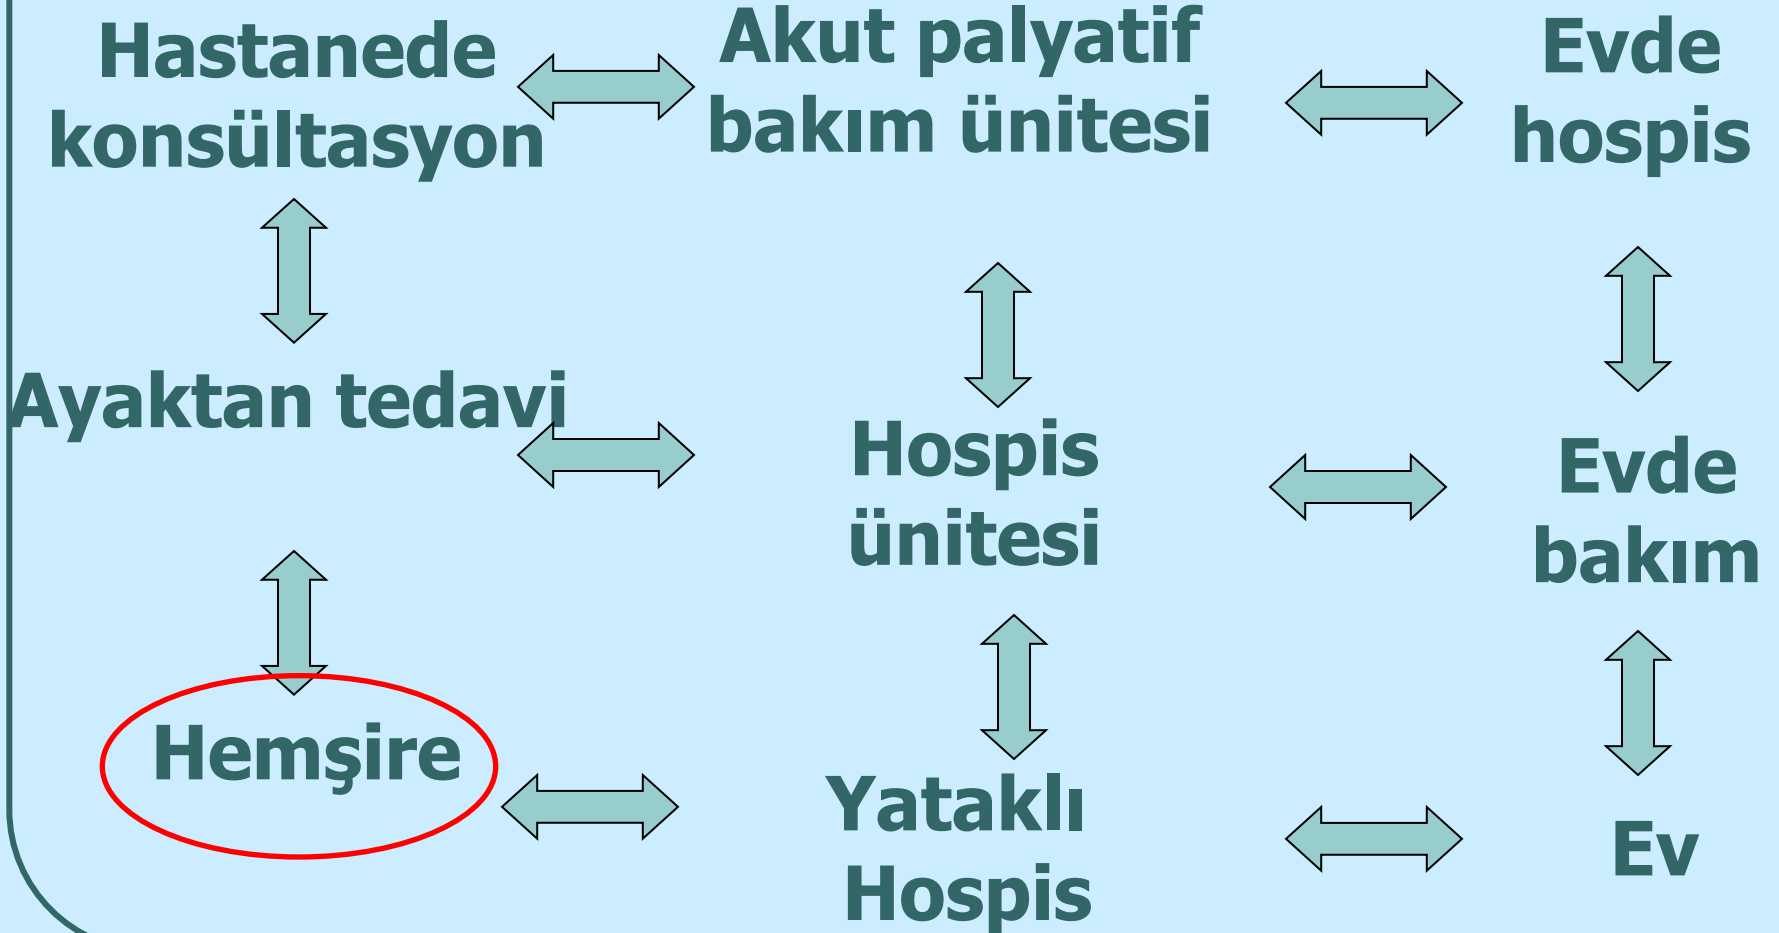 Hastanede
konsültasyon
Akut palyatif
bakım ünitesi
Evde
hospis
Ayaktan tedavi
Hospis
ünitesi
Evde
bakım
Hemşire
Yataklı
Hospis
Ev